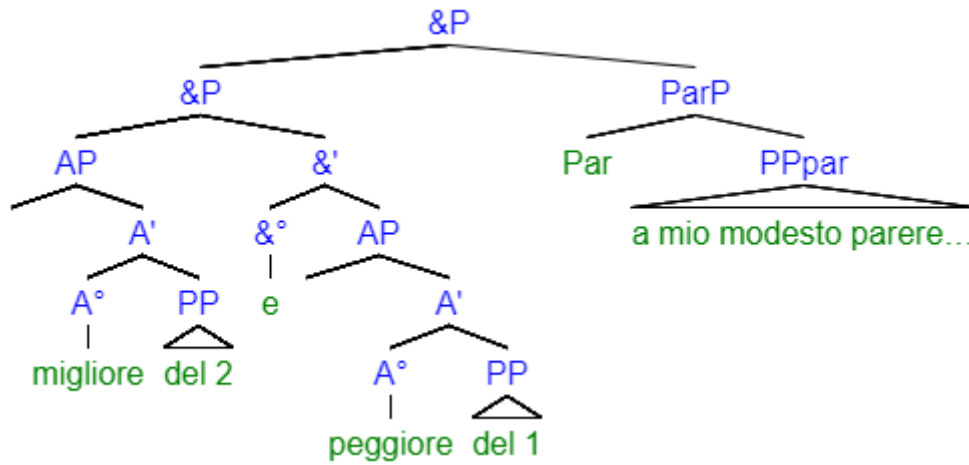 &P
&P ParP
AP &' Par PPpar
A' &° AP a mio modesto parere...
A° PP e A'
migliore del 2 A° PP
peggiore del 1